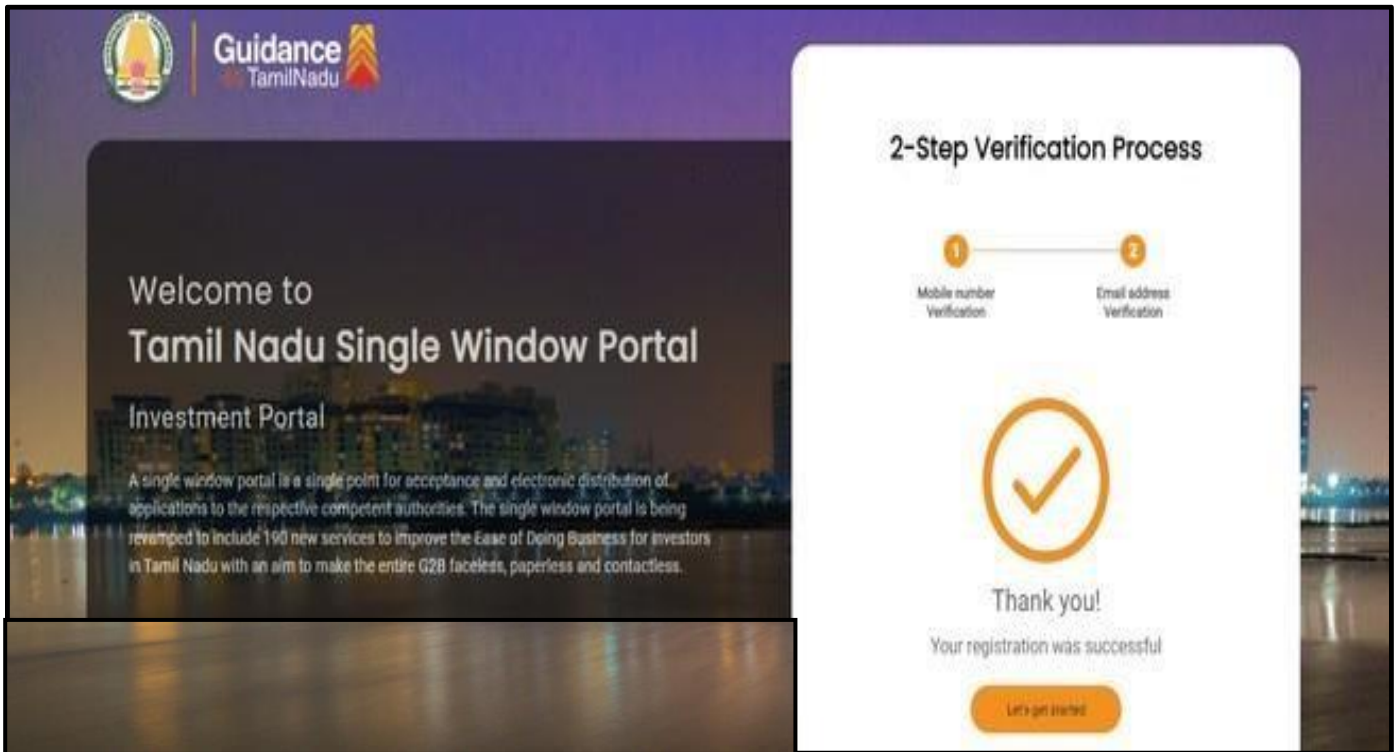 Guidance
TamilNadu
Welcome to
Tamil Nadu Single Window Portal
Investment Portal
A single window portal is a single point for acceptance and electronic distribution of
applications to the respective competent authorities. The single window portal is being
revamped to include 190 new services to improve the Ease of Doing Business for investors
in Tamil Nadu with an aim to make the entire G2B faceless, paperless and contactless.
2-Step Verification Process
1
2
Mobile number
Verification
Email address
Verification
Thank you!
Your registration was successful
Let's get started